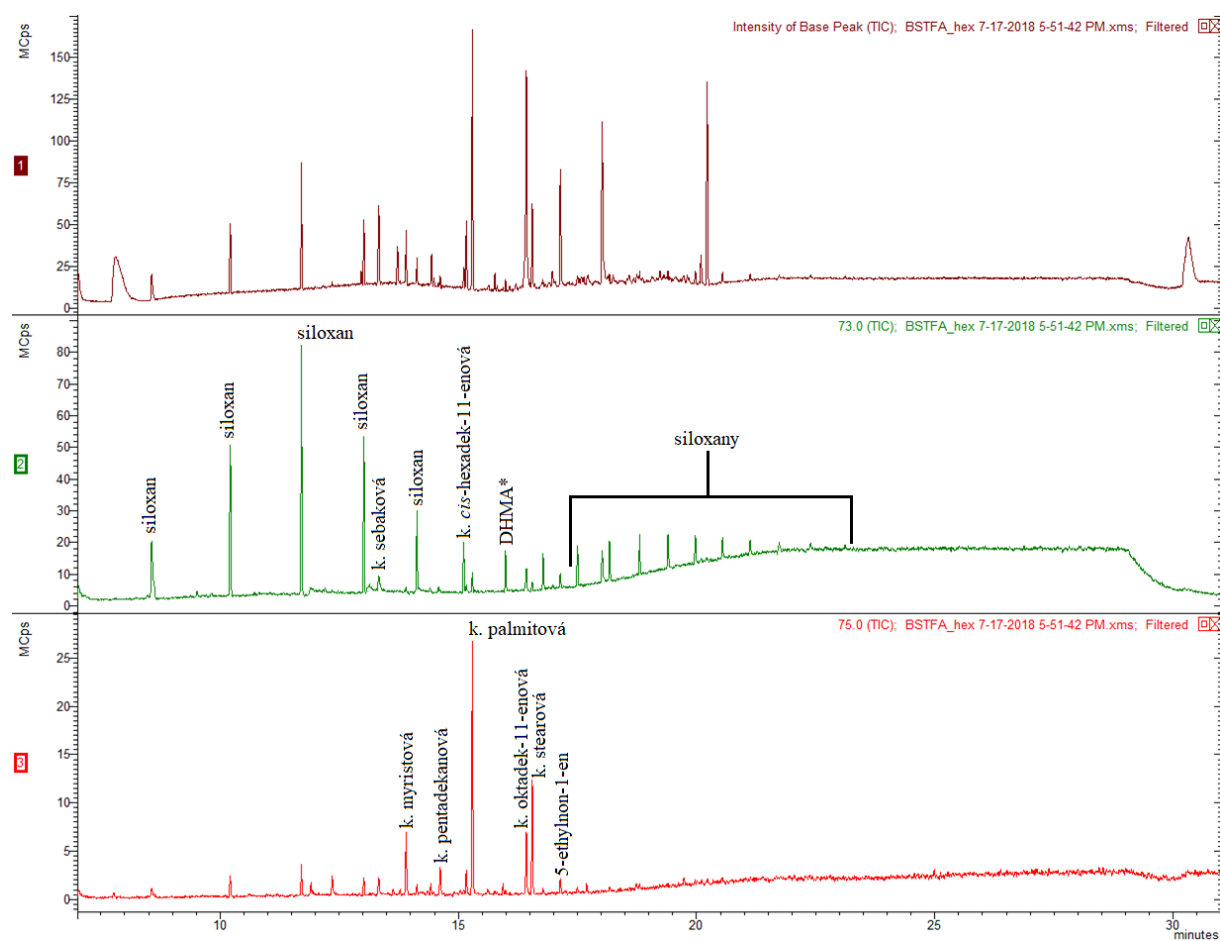 Intensity of Base Peak (TIC); BSTFA_hex 7-17-2018 5-51-42 PM.xms; Filtered
MCps
150
125
100
75
50
25
0
1
73.0 (TIC); BSTFA_hex 7-17-2018 5-51-42 PM.xms; Filtered
MCps
80
70
60
50
40
30
20
10
0
2
siloxan
siloxan
siloxan
siloxan
k. sebaková
siloxan
k. cis-hexadek-11-enová
DHMA*
siloxany
75.0 (TIC); BSTFA_hex 7-17-2018 5-51-42 PM.xms; Filtered
MCps
25
20
15
10
5
0
3
k. myristová
k. pentadekanová
k. palmitová
k. oktadek-11-enová
k. stearová
5-ethylnon-1-en
10
15
20
25
30
minutes